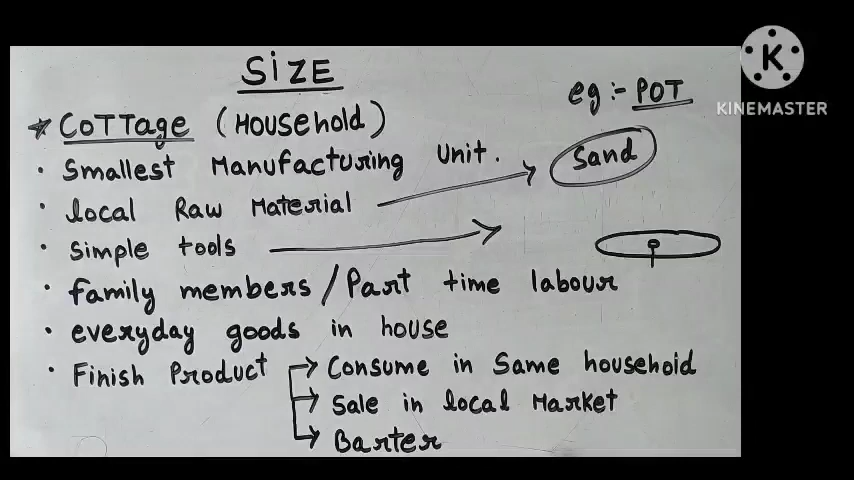 SIZE
eg :- POT
* Cottage (Household)
• Smallest Manufacturing Unit.
Sand
• local Raw Material
• Simple tools
• family members / Part time labour
• everyday goods in house
• Finish Product → Consume in Same household
→ Sale in local Market
→ Barter
K
KINEMASTER